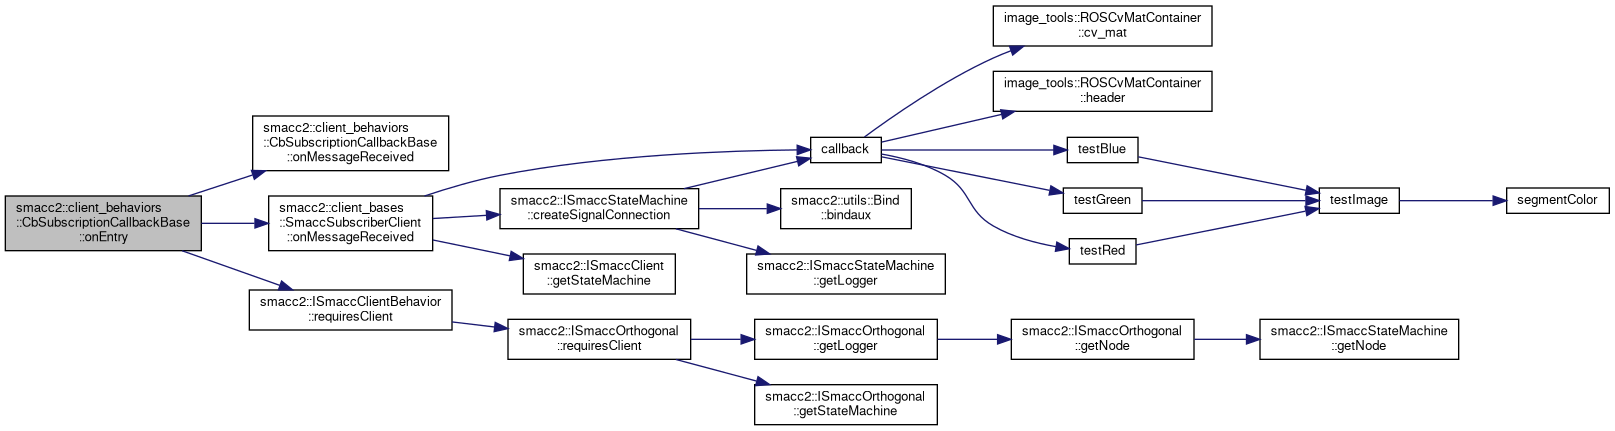 smacc2::client_behaviors
::CbSubscriptionCallbackBase
::onEntry
smacc2::client_behaviors
::CbSubscriptionCallbackBase
::onMessageReceived
smacc2::client_bases
::SmaccSubscriberClient
::onMessageReceived
smacc2::ISmaccClientBehavior
::requiresClient
smacc2::ISmaccStateMachine
::createSignalConnection
smacc2::ISmaccClient
::getStateMachine
smacc2::ISmaccOrthogonal
::requiresClient
callback
smacc2::utils::Bind
::bindaux
smacc2::ISmaccStateMachine
::getLogger
smacc2::ISmaccOrthogonal
::getLogger
smacc2::ISmaccOrthogonal
::getStateMachine
image_tools::ROSCvMatContainer
::cv_mat
image_tools::ROSCvMatContainer
::header
testBlue
testGreen
testRed
smacc2::ISmaccOrthogonal
::getNode
testImage
smacc2::ISmaccStateMachine
::getNode
segmentColor